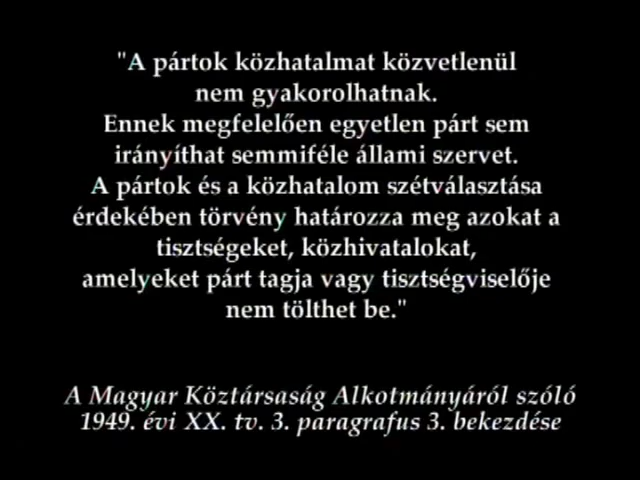 "A pártok közhatalmat közvetlenül
nem gyakorolhatnak.
Ennek megfelelően egyetlen párt sem
irányíthat semmiféle állami szervet.
A pártok és a közhatalom szétválasztása
érdekében törvény határozza meg azokat a
tisztségeket, közhivatalokat,
amelyeket párt tagja vagy tisztségviselője
nem tölthet be."
A Magyar Köztársaság Alkotmányáról szóló
1949. évi XX. tv. 3. paragrafus 3. bekezdése